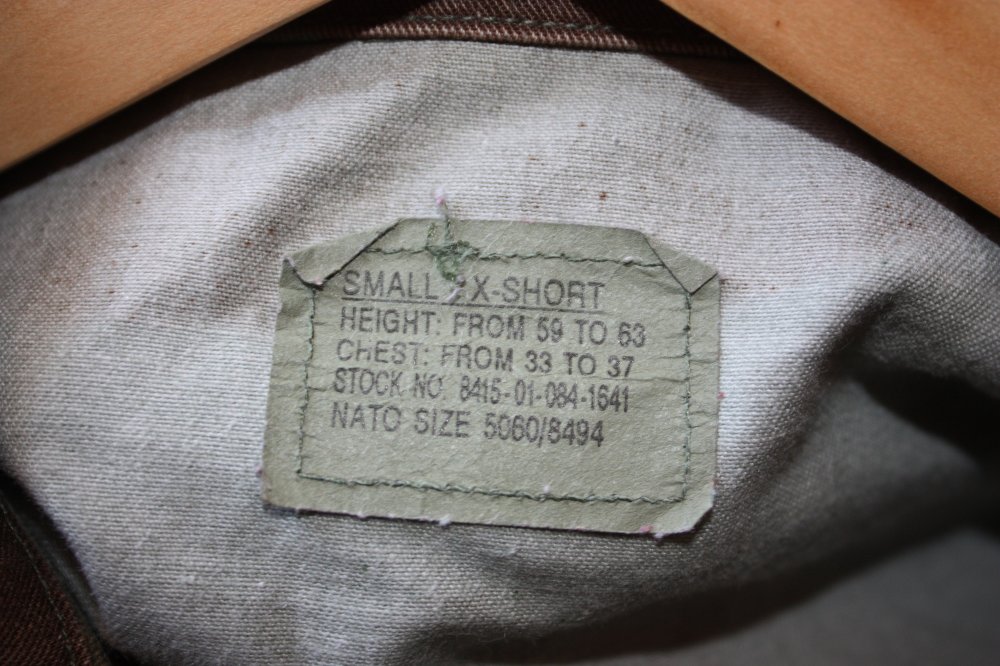 SMALL X-SHORT
HEIGHT: FROM 59 TO 63
CHEST: FROM 33 TO 37
STOCK NO 8415-01-084-1641
NATO SIZE 5060/8494